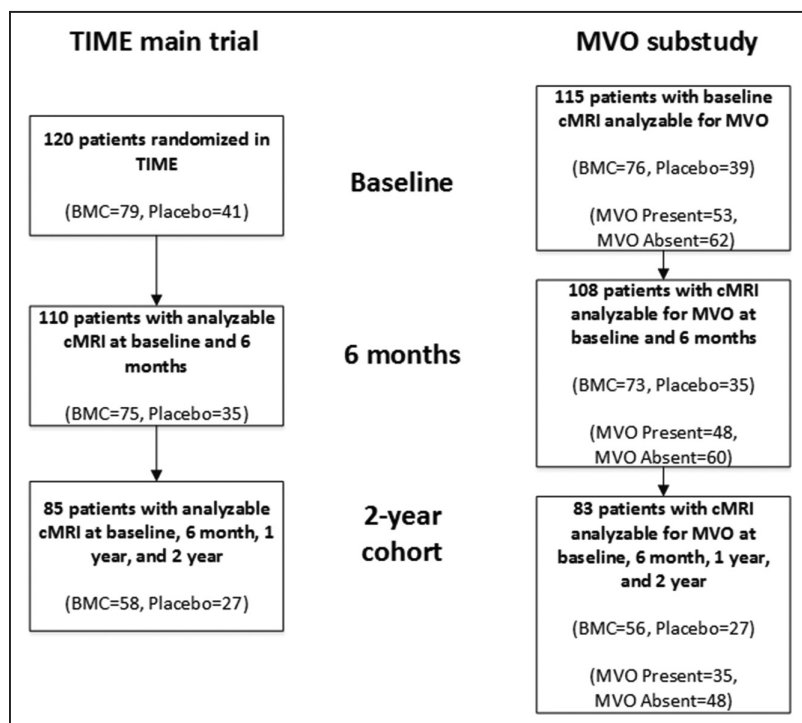 TIME main trial
120 patients randomized in
TIME
(BMC=79, Placebo=41)
110 patients with analyzable
cMRI at baseline and 6
months
(BMC=75, Placebo=35)
85 patients with analyzable
cMRI at baseline, 6 month, 1
year, and 2 year
(BMC=58, Placebo=27)
Baseline
6 months
2-year
cohort
MVO substudy
115 patients with baseline
cMRI analyzable for MVO
(BMC=76, Placebo=39)
(MVO Present=53,
MVO Absent=62)
108 patients with cMRI
analyzable for MVO at
baseline and 6 months
(BMC=73, Placebo=35)
(MVO Present=48,
MVO Absent=60)
83 patients with cMRI
analyzable for MVO at
baseline, 6 month, 1 year,
and 2 year
(BMC=56, Placebo=27)
(MVO Present=35,
MVO Absent=48)